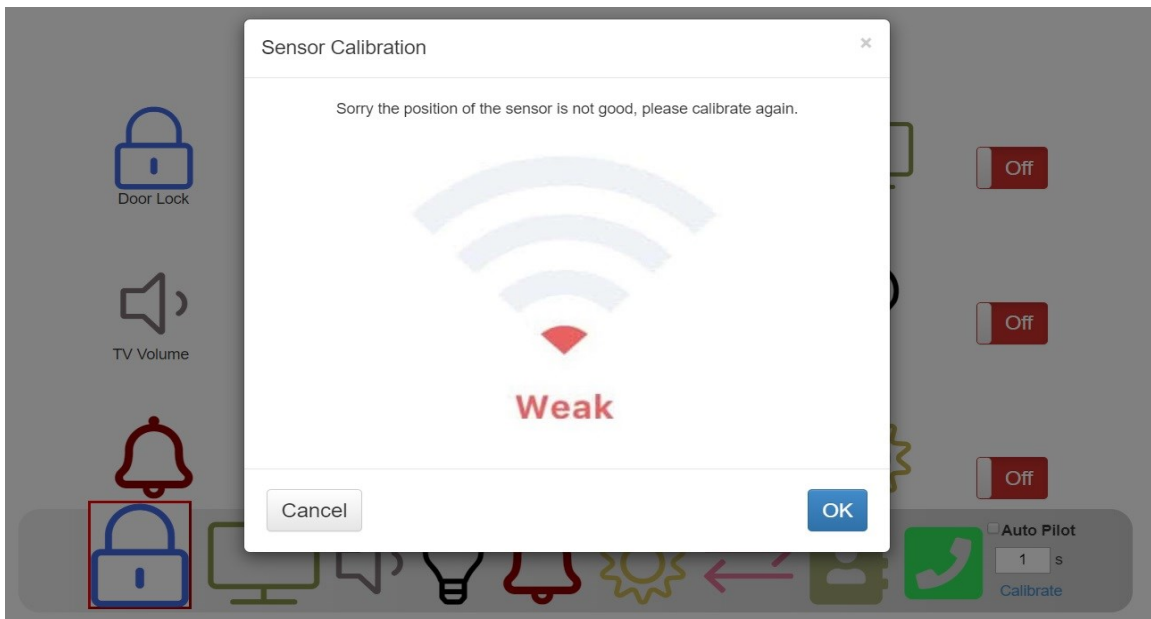 Sensor Calibration
×
Sorry the position of the sensor is not good, please calibrate again.
Weak
Cancel
OK
Door Lock
Off
TV Volume
Off
Off
Auto Pilot
1 s
Calibrate